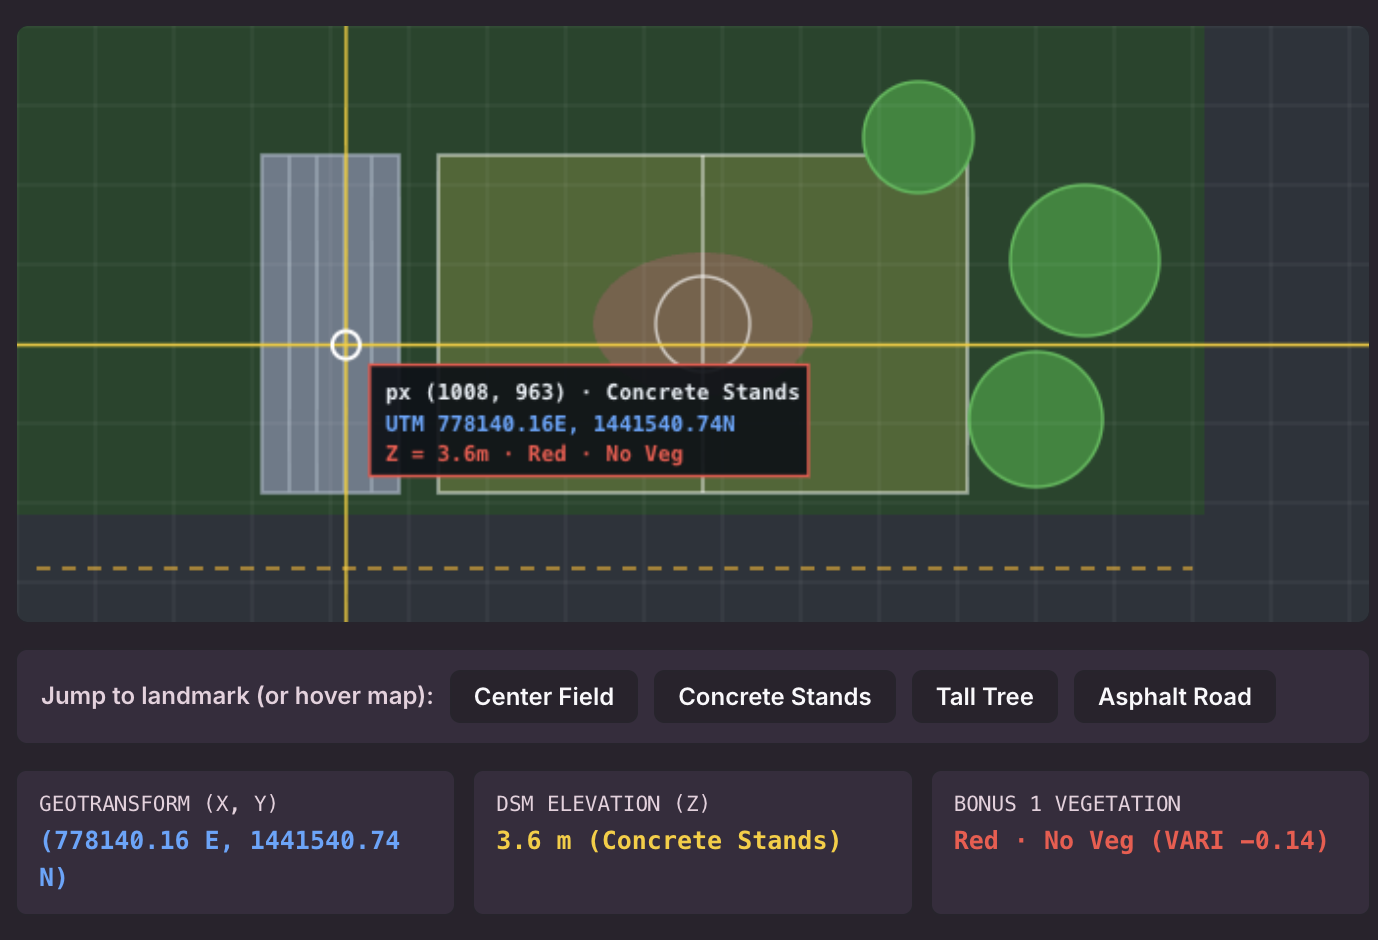 px (1008, 963) · Concrete Stands
UTM 778140.16E, 1441540.74N
Z = 3.6m · Red · No Veg
Jump to landmark (or hover map): Center Field Concrete Stands Tall Tree Asphalt Road
GEOTRANSFORM (X, Y)
(778140.16 E, 1441540.74
N)
DSM ELEVATION (Z)
3.6 m (Concrete Stands)
BONUS 1 VEGETATION
Red · No Veg (VARI −0.14)